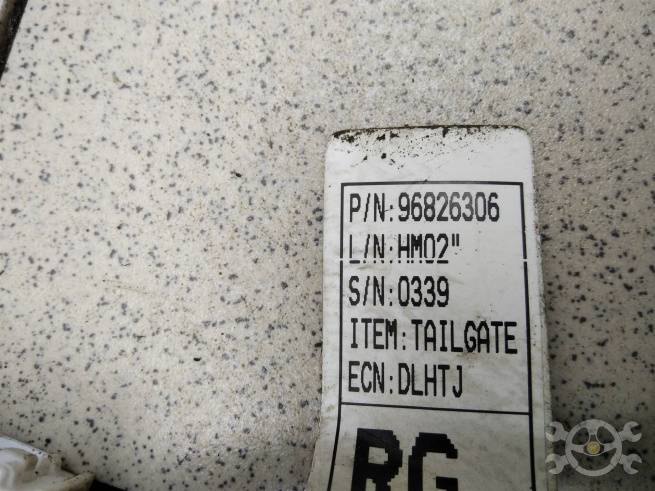 P/N:96826306
L/N:HM02"
S/N:0339
ITEM:TAILGATE
ECN:DLHTJ
RG